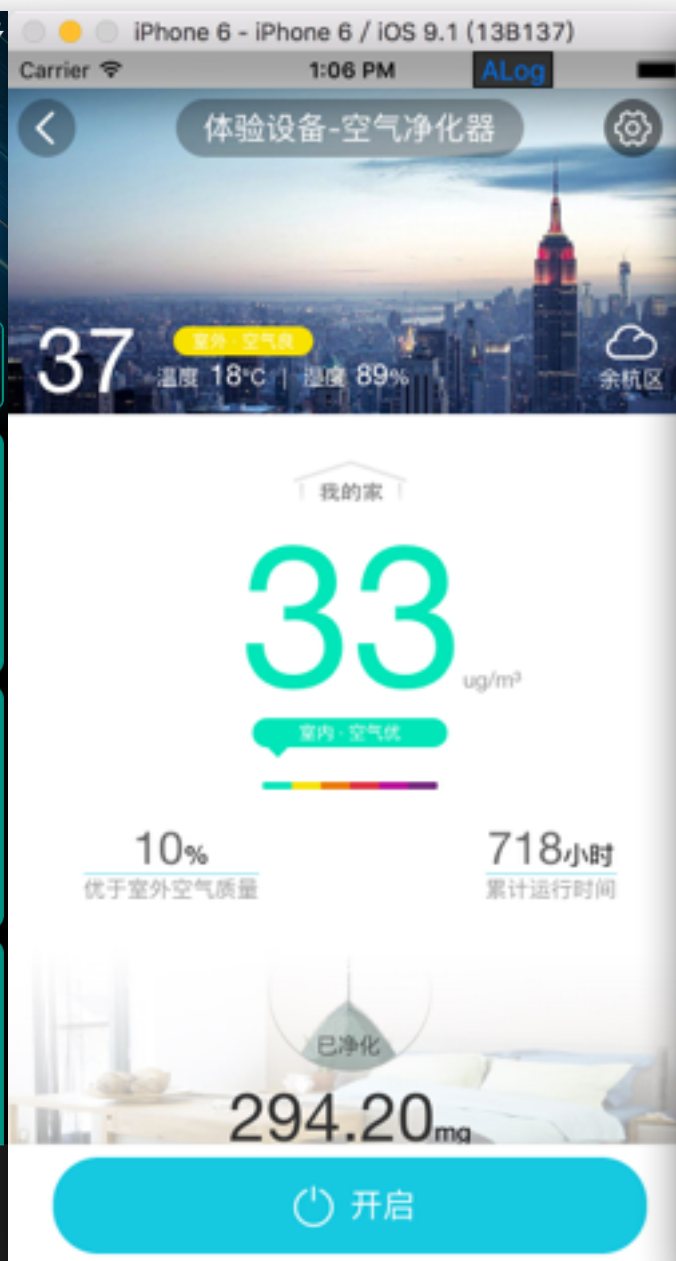 iPhone 6 - iPhone 6 / iOS 9.1 (13B137)
Carrier 1:06 PM ALog
体验设备-空气净化器
37
室外 · 空气良
温度 18°C | 湿度 89%
余杭区
我的家
33
ug/m³
室内 · 空气优
10%
优于室外空气质量
718小时
累计运行时间
已净化
294.20mg
开启